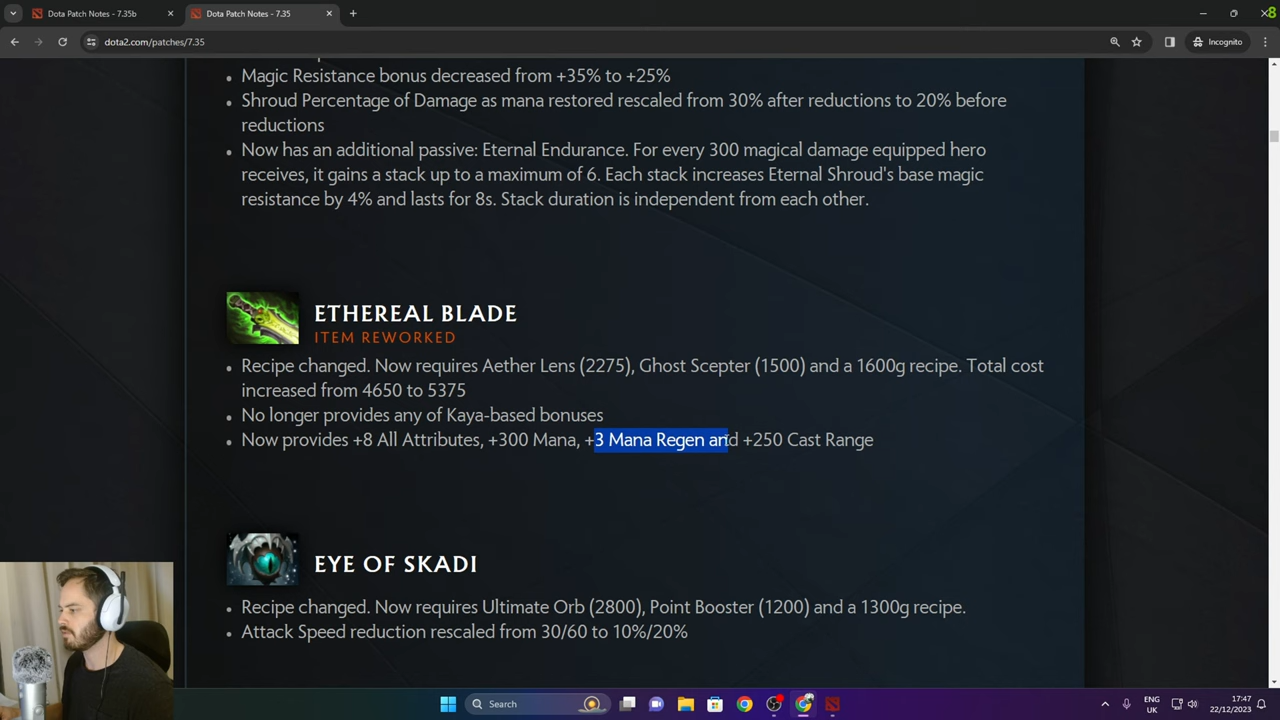 Dota Patch Notes - 7.35b
Dota Patch Notes - 7.35
8
dota2.com/patches/7.35
Incognito
Magic Resistance bonus decreased from +35% to +25%
Shroud Percentage of Damage as mana restored rescaled from 30% after reductions to 20% before
reductions
Now has an additional passive: Eternal Endurance. For every 300 magical damage equipped hero
receives, it gains a stack up to a maximum of 6. Each stack increases Eternal Shroud's base magic
resistance by 4% and lasts for 8s. Stack duration is independent from each other.
ETHEREAL BLADE
ITEM REWORKED
Recipe changed. Now requires Aether Lens (2275), Ghost Scepter (1500) and a 1600g recipe. Total cost
increased from 4650 to 5375
No longer provides any of Kaya-based bonuses
Now provides +8 All Attributes, +300 Mana, +3 Mana Regen and +250 Cast Range
EYE OF SKADI
Recipe changed. Now requires Ultimate Orb (2800), Point Booster (1200) and a 1300g recipe.
Attack Speed reduction rescaled from 30/60 to 10%/20%
Search
ENG
UK
17:47
22/12/2023